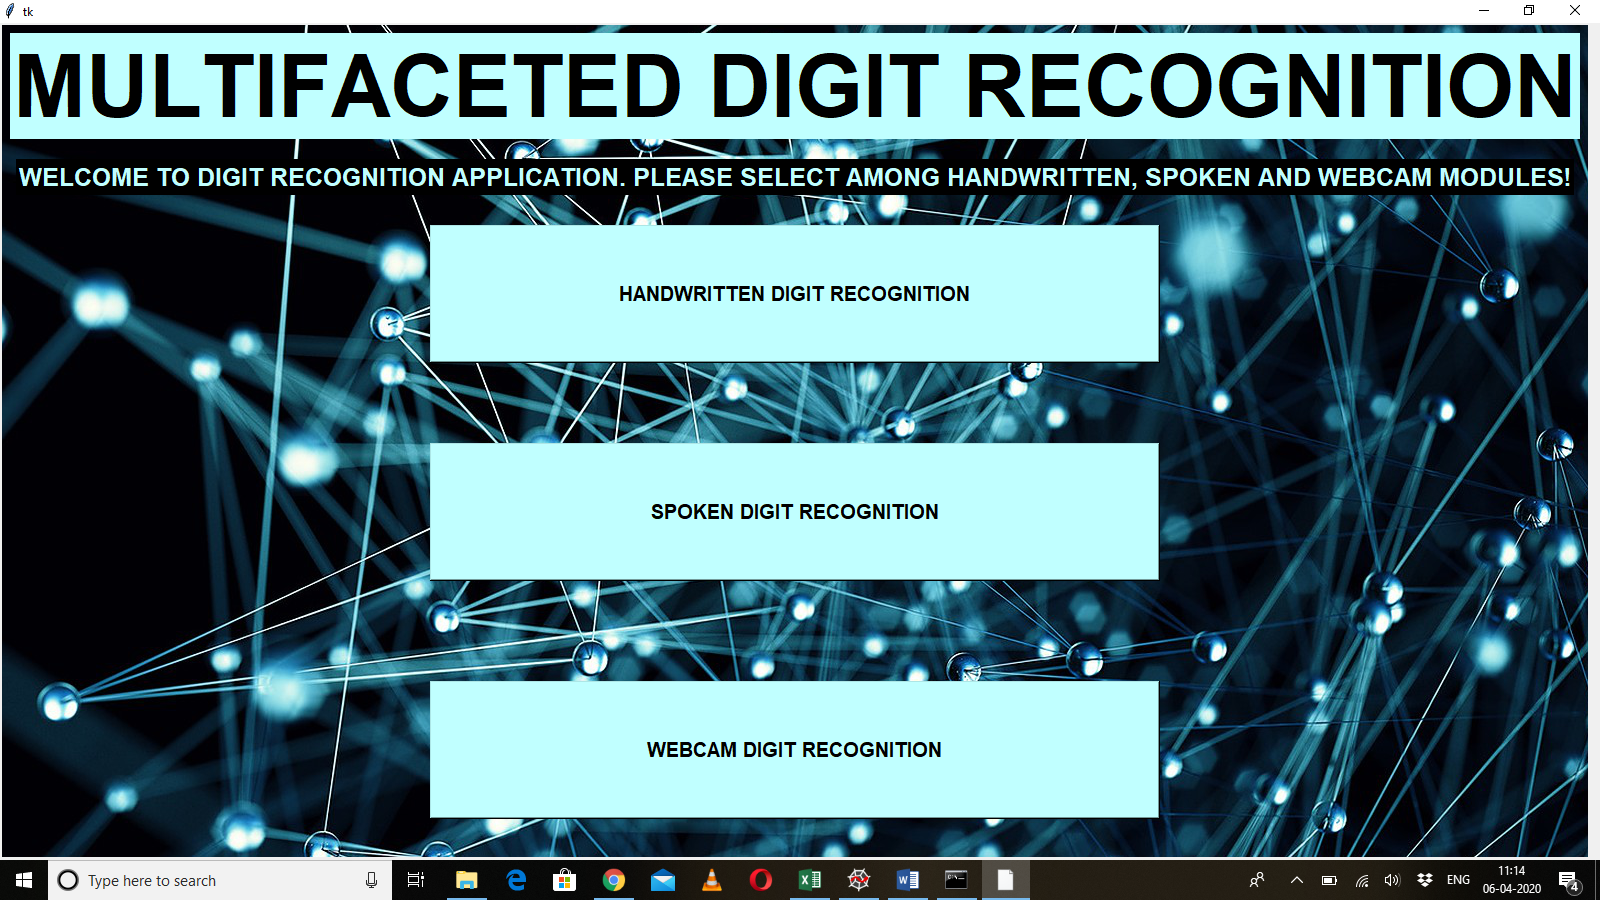 tk
MULTIFACETED DIGIT RECOGNITION
WELCOME TO DIGIT RECOGNITION APPLICATION. PLEASE SELECT AMONG HANDWRITTEN, SPOKEN AND WEBCAM MODULES!
HANDWRITTEN DIGIT RECOGNITION
SPOKEN DIGIT RECOGNITION
WEBCAM DIGIT RECOGNITION
Type here to search
ENG
11:14
06-04-2020
4